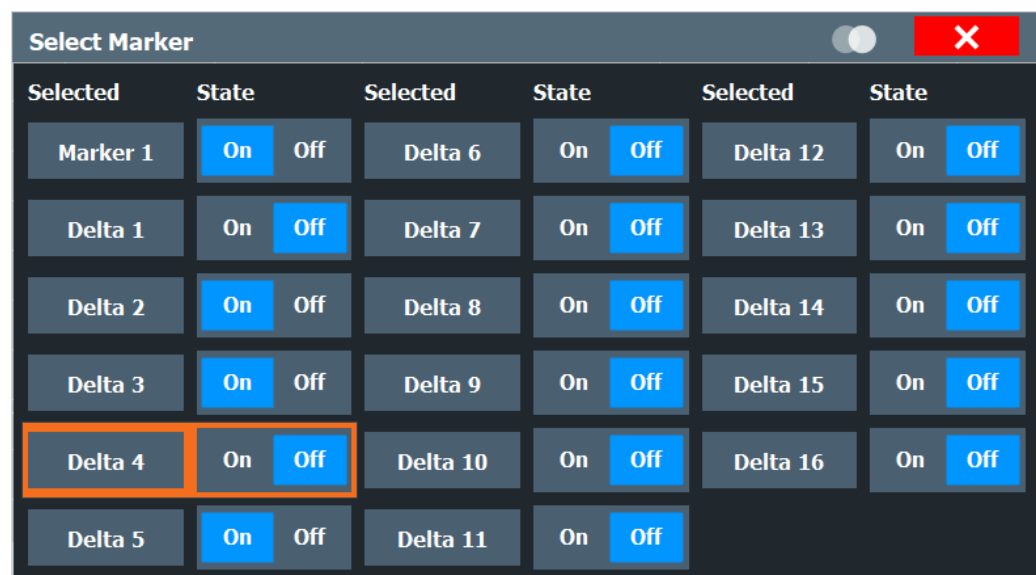 Select Marker
Selected State Selected State Selected State
Marker 1 On Off Delta 6 On Off Delta 12 On Off
Delta 1 On Off Delta 7 On Off Delta 13 On Off
Delta 2 On Off Delta 8 On Off Delta 14 On Off
Delta 3 On Off Delta 9 On Off Delta 15 On Off
Delta 4 On Off Delta 10 On Off Delta 16 On Off
Delta 5 On Off Delta 11 On Off